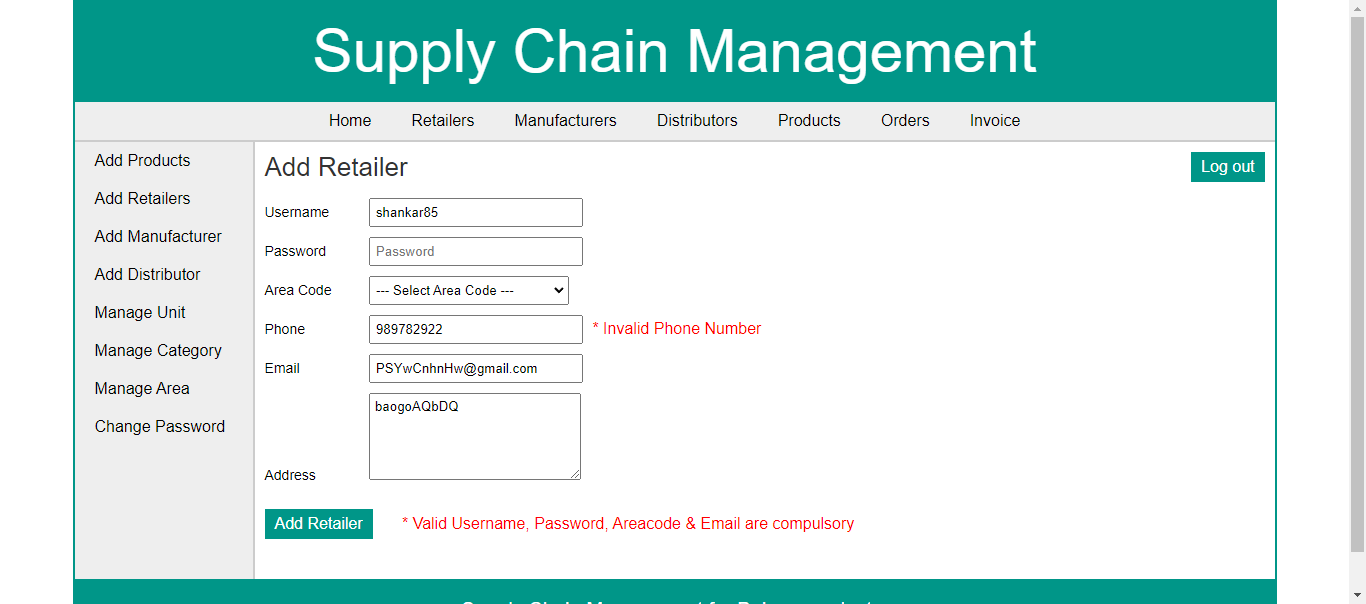 Supply Chain Management
Home Retailers Manufacturers Distributors Products Orders Invoice
Add Products
Add Retailers
Add Manufacturer
Add Distributor
Manage Unit
Manage Category
Manage Area
Change Password
Add Retailer
Log out
Username shankar85
Password Password
Area Code --- Select Area Code ---
Phone 989782922 * Invalid Phone Number
Email PSYwCnhnHw@gmail.com
baogoAQbDQ
Address
Add Retailer * Valid Username, Password, Areacode & Email are compulsory